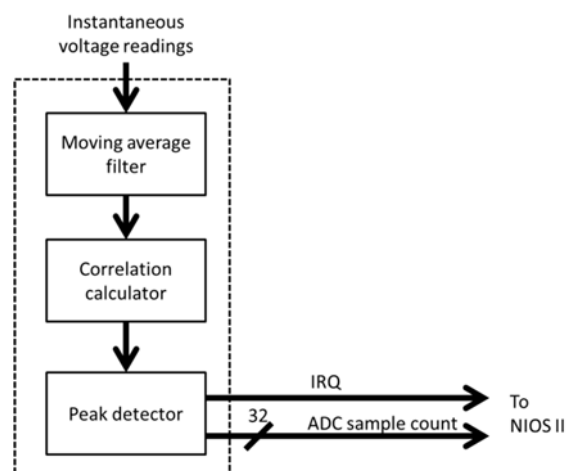 Instantaneous
voltage readings
Moving average
filter
Correlation
calculator
Peak detector
IRQ
32
ADC sample count
To
NIOS II